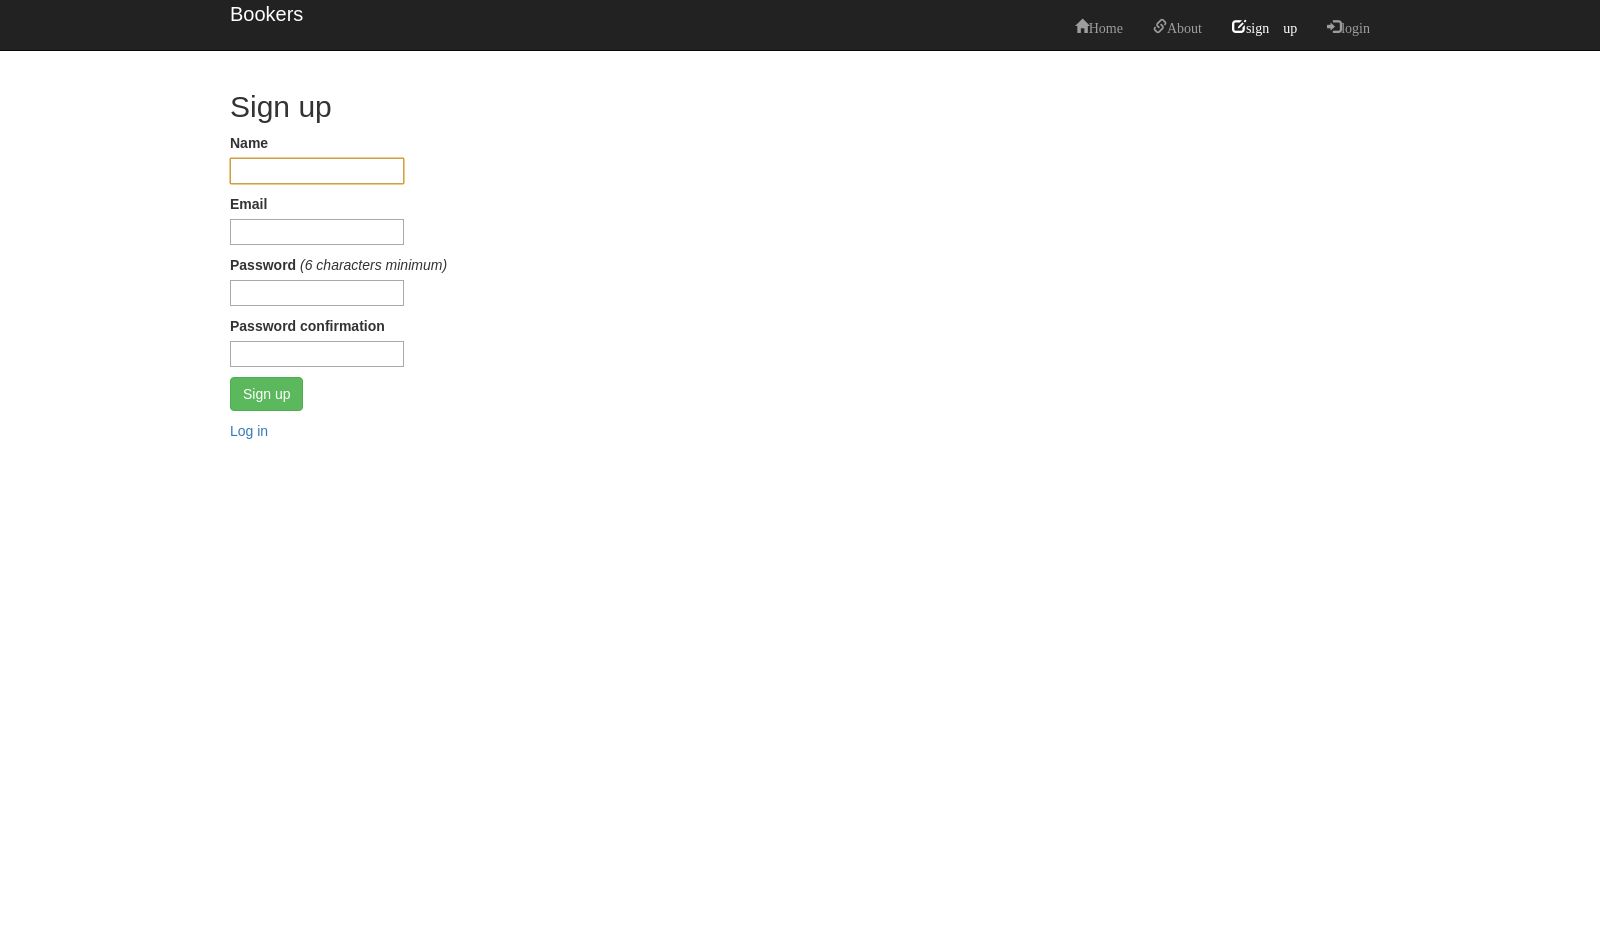 Bookers
Home About sign up login
Sign up
Name
Email
Password (6 characters minimum)
Password confirmation
Sign up
Log in